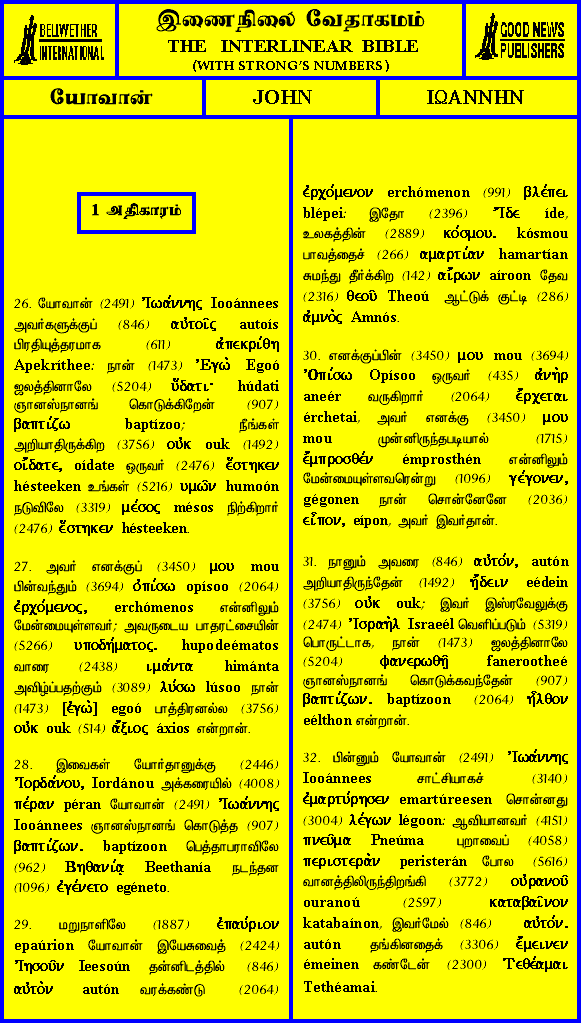 BELLWETHER
INTERNATIONAL
இணைநிலை வேதாகமம்
THE INTERLINEAR BIBLE
(WITH STRONG'S NUMBERS)
GOOD NEWS
PUBLISHERS
யோவான்
JOHN
ΙΩΑΝΝΗΝ
1 அதிகாரம்
26. யோவான் (2491) Ἰωάννης Iooánnees
அவர்களுக்குப் (846) αὐτοῖς autoís
பிரதியுத்தரமாக (611) ἀπεκρίθη
Apekríthee: நான் (1473) Ἐγὼ Egoó
ஜலத்தினாலே (5204) ὕδατι· húdati
ஞானஸ்நானங் கொடுக்கிறேன் (907)
βαπτίζω baptízoo; நீங்கள்
அறியாதிருக்கிற (3756) οὐκ ouk (1492)
οἴδατε, oídate ஒருவர் (2476) ἕστηκεν
hésteeken உங்கள் (5216) υμῶν humoón
நடுவிலே (3319) μέσος mésos நிற்கிறார்
(2476) ἕστηκεν hésteeken.
27. அவர் எனக்குப் (3450) μου mou
பின்வந்தும் (3694) ὀπίσω opísoo (2064)
ἐρχόμενος, erchómenos என்னிலும்
மேன்மையுள்ளவர்; அவருடைய பாதரட்சையின்
(5266) υποδήματος. hupodeématos
வாரை (2438) ιμάντα himánta
அவிழ்ப்பதற்கும் (3089) λύσω lúsoo நான்
(1473) [ἐγὼ] egoó பாத்திரனல்ல (3756)
οὐκ ouk (514) ἄξιος áxios என்றான்.
28. இவைகள் யோர்தானுக்கு (2446)
Ἰορδάνου, Iordánou அக்கரையில் (4008)
πέραν péran யோவான் (2491) Ἰωάννης
Iooánnees ஞானஸ்நானங் கொடுத்த (907)
βαπτίζων. baptízoon பெத்தாபராவிலே
(962) Βηθανίᾳ Beethanía நடந்தன
(1096) ἐγένετο egéneto.
29. மறுநாளிலே (1887) ἐπαύριον
epaúrion யோவான் இயேசுவைத் (2424)
Ἰησοῦν Ieesoún தன்னிடத்தில் (846)
αὐτὸν autón வரக்கண்டு (2064)
ἐρχόμενον erchómenon (991) βλέπει
blépei: இதோ (2396) Ἴδε íde,
உலகத்தின் (2889) κόσμου. kósmou
பாவத்தைச் (266) αμαρτίαν hamartían
சுமந்து தீர்க்கிற (142) αἴρων aíroon தேவ
(2316) θεοῦ Theoú ஆட்டுக் குட்டி (286)
ἀμνὸς Amnós.
30. எனக்குப்பின் (3450) μου mou (3694)
Ὀπίσω Opísoo ஒருவர் (435) ἀνὴρ
aneér வருகிறார் (2064) ἔρχεται
érchetai, அவர் எனக்கு (3450) μου
mou முன்னிருந்தபடியால் (1715)
ἔμπροσθέν émprosthén என்னிலும்
மேன்மையுள்ளவரென்று (1096) γέγονεν,
gégonen நான் சொன்னேனே (2036)
εἶπον, eípon, அவர் இவர்தான்.
31. நானும் அவரை (846) αὐτόν, autón
அறியாதிருந்தேன் (1492) ᾔδειν eédein
(3756) οὐκ ouk; இவர் இஸ்ரவேலுக்கு
(2474) Ἰσραὴλ Israeél வெளிப்படும் (5319)
பொருட்டாக, நான் (1473) ஜலத்தினாலே
(5204) φανερωθῇ fanerootheé
ஞானஸ்நானங் கொடுக்கவந்தேன் (907)
βαπτίζων. baptízoon (2064) ἦλθον
eélthon என்றான்.
32. பின்னும் யோவான் (2491) Ἰωάννης
Iooánnees சாட்சியாகச் (3140)
ἐμαρτύρησεν emartúreesen சொன்னது
(3004) λέγων légoon: ஆவியானவர் (4151)
πνεῦμα Pneúma புறாவைப் (4058)
περιστερὰν peristerán போல (5616)
வானத்திலிருந்திறங்கி (3772) οὐρανοῦ
ouranoú (2597) καταβαῖνον
katabaínon, இவர்மேல் (846) αὐτόν.
autón தங்கினதைக் (3306) ἔμεινεν
émeinen கண்டேன் (2300) Τεθέαμαι
Tethéamai.